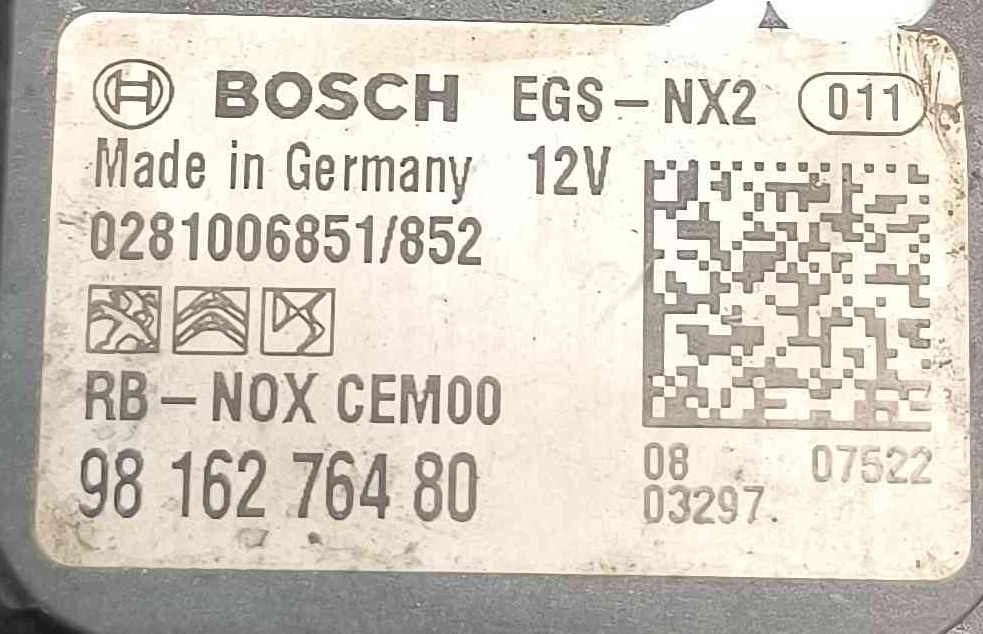 BOSCH EGS-NX2 011
Made in Germany 12V
0281006851/852
RB-NOX CEM00
98 162 764 80
08 07522
03297